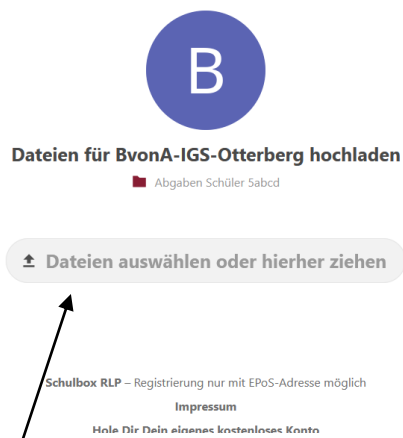 B
Dateien für BvonA-IGS-Otterberg hochladen
Abgaben Schüler 5abcd
Dateien auswählen oder hierher ziehen
Schulbox RLP – Registrierung nur mit EPoS-Adresse möglich
Impressum
Hole Dir Dein eigenes kostenloses Konto